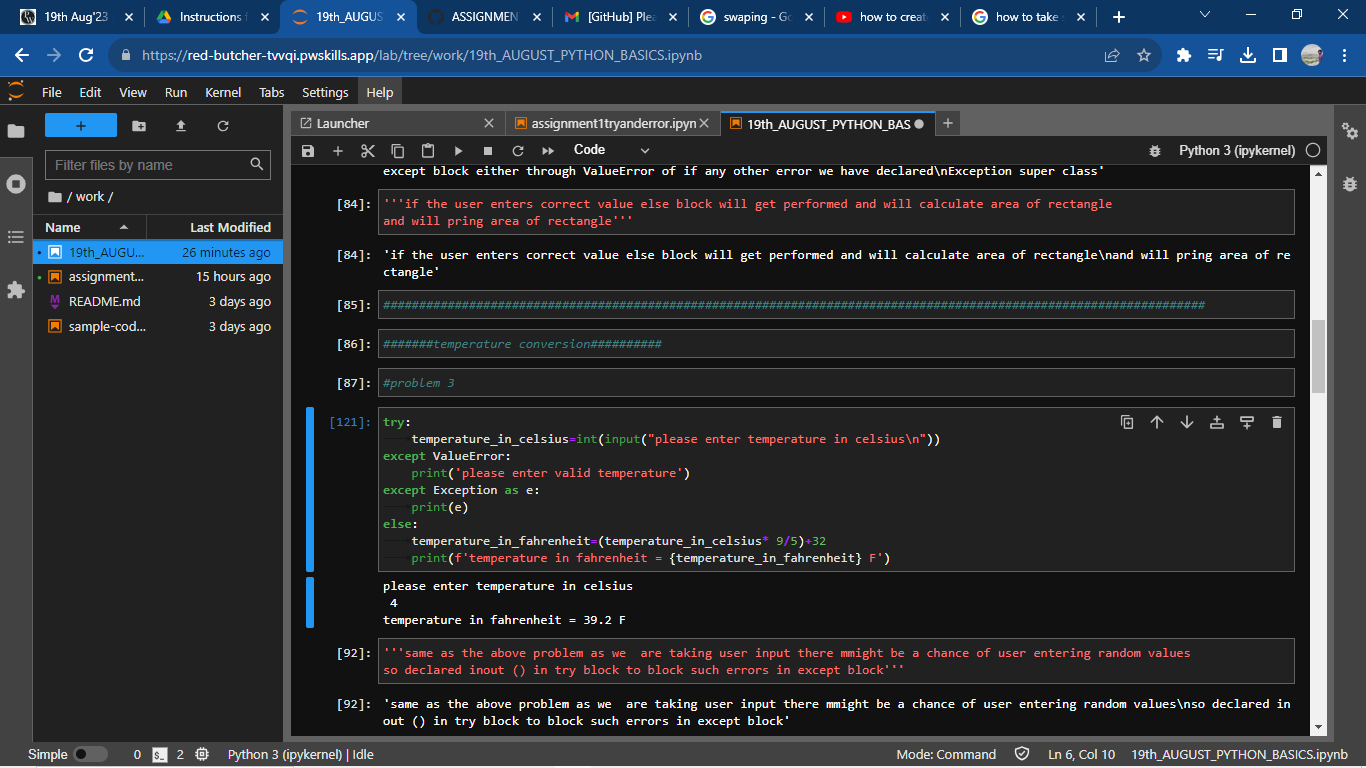 19th Aug'23
Instructions f
19th_AUGUS
ASSIGNMEN
[GitHub] Plea
swaping - Go
how to creat
how to take s
https://red-butcher-tvvqi.pwskills.app/lab/tree/work/19th_AUGUST_PYTHON_BASICS.ipynb
File Edit View Run Kernel Tabs Settings Help
Filter files by name
/ work /
Name Last Modified
19th_AUGU... 26 minutes ago
assignment... 15 hours ago
README.md 3 days ago
sample-cod... 3 days ago
Launcher
assignment1tryanderror.ipyn
19th_AUGUST_PYTHON_BAS
Code
Python 3 (ipykernel)
except block either through ValueError of if any other error we have declared\nException super class'
[84]: '''if the user enters correct value else block will get performed and will calculate area of rectangle
and will pring area of rectangle'''
[84]: 'if the user enters correct value else block will get performed and will calculate area of rectangle\nand will pring area of re
ctangle'
[85]: ###################################################################################################################
[86]: #######temperature conversion##########
[87]: #problem 3
[121]: try:
temperature_in_celsius=int(input("please enter temperature in celsius\n"))
except ValueError:
print('please enter valid temperature')
except Exception as e:
print(e)
else:
temperature_in_fahrenheit=(temperature_in_celsius* 9/5)+32
print(f'temperature in fahrenheit = {temperature_in_fahrenheit} F')
please enter temperature in celsius
4
temperature in fahrenheit = 39.2 F
[92]: '''same as the above problem as we  are taking user input there mmight be a chance of user entering random values
so declared inout () in try block to block such errors in except block'''
[92]: 'same as the above problem as we  are taking user input there mmight be a chance of user entering random values\nso declared in
out () in try block to block such errors in except block'
Simple 0 $_ 2 Python 3 (ipykernel) | Idle
Mode: Command Ln 6, Col 10 19th_AUGUST_PYTHON_BASICS.ipynb